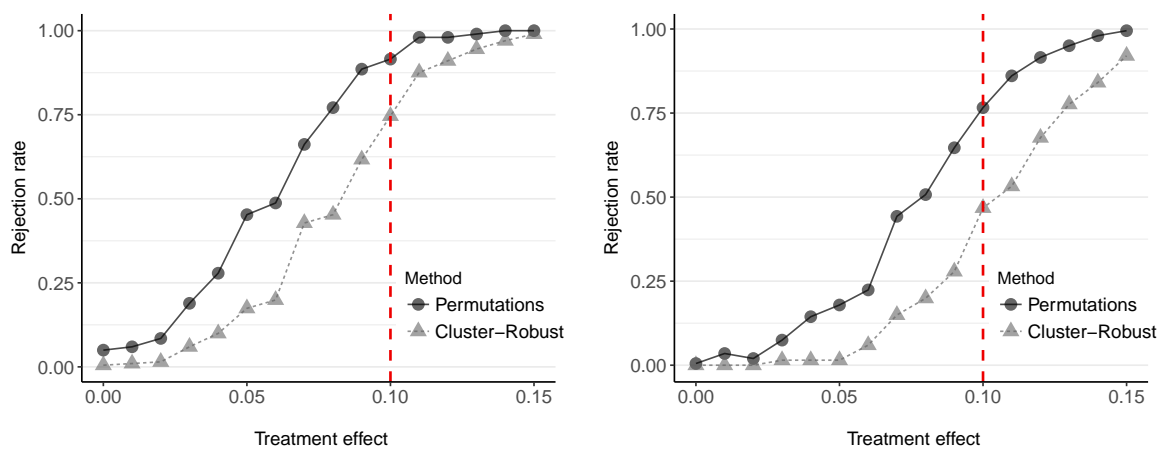 1.00
0.75
0.50
0.25
0.00
Rejection rate
Method
Permutations
Cluster−Robust
0.00 0.05 0.10 0.15
Treatment effect
1.00
0.75
0.50
0.25
0.00
Rejection rate
Method
Permutations
Cluster−Robust
0.00 0.05 0.10 0.15
Treatment effect